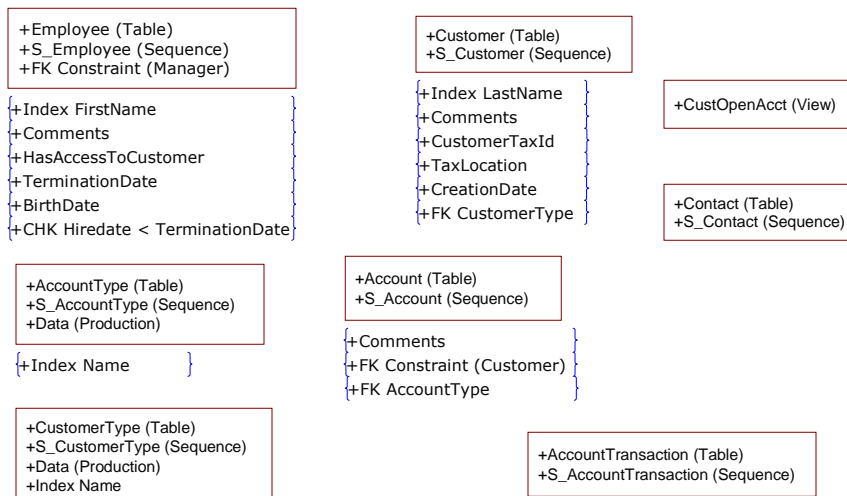 +Employee (Table)
+S_Employee (Sequence)
+FK Constraint (Manager)
+Index FirstName
+Comments
+HasAccessToCustomer
+TerminationDate
+BirthDate
+CHK Hiredate < TerminationDate
+Customer (Table)
+S_Customer (Sequence)
+Index LastName
+Comments
+CustomerTaxId
+TaxLocation
+CreationDate
+FK CustomerType
+CustOpenAcct (View)
+Contact (Table)
+S_Contact (Sequence)
+AccountType (Table)
+S_AccountType (Sequence)
+Data (Production)
+Index Name
+Account (Table)
+S_Account (Sequence)
+Comments
+FK Constraint (Customer)
+FK AccountType
+CustomerType (Table)
+S_CustomerType (Sequence)
+Data (Production)
+Index Name
+AccountTransaction (Table)
+S_AccountTransaction (Sequence)